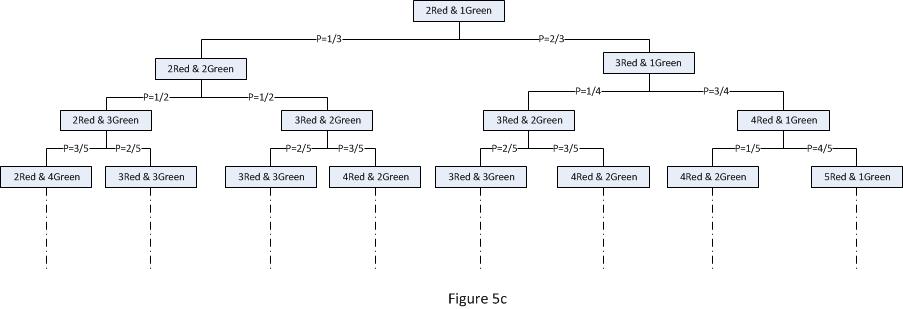 2Red & 1Green
P=1/3
P=2/3
2Red & 2Green
3Red & 1Green
P=1/2
P=1/2
P=1/4
P=3/4
2Red & 3Green
3Red & 2Green
3Red & 2Green
4Red & 1Green
P=3/5
P=2/5
P=2/5
P=3/5
P=2/5
P=3/5
P=1/5
P=4/5
2Red & 4Green
3Red & 3Green
3Red & 3Green
4Red & 2Green
3Red & 3Green
4Red & 2Green
4Red & 2Green
5Red & 1Green
Figure 5c